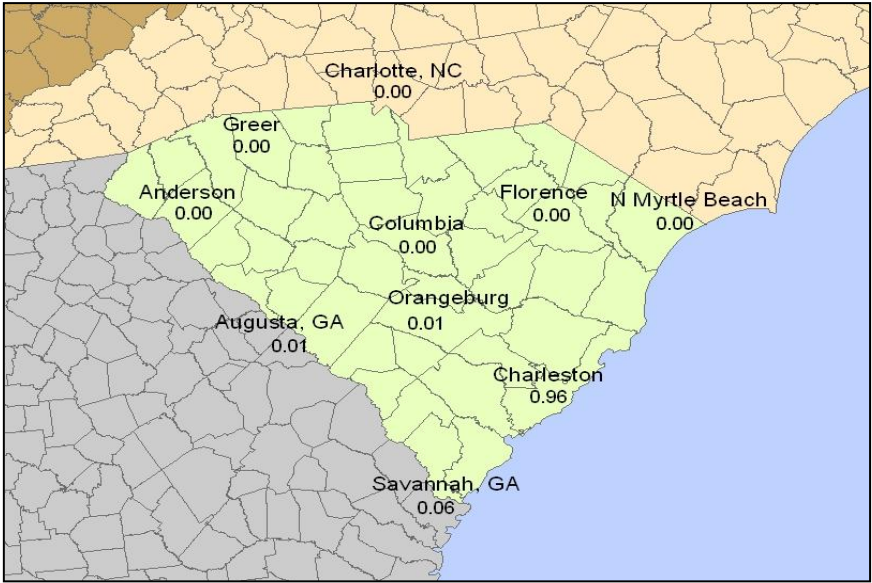 Charlotte, NC
0.00
Greer
0.00
Anderson
0.00
Florence
0.00
N Myrtle Beach
0.00
Columbia
0.00
Orangeburg
0.01
Augusta, GA
0.01
Charleston
0.96
Savannah, GA
0.06